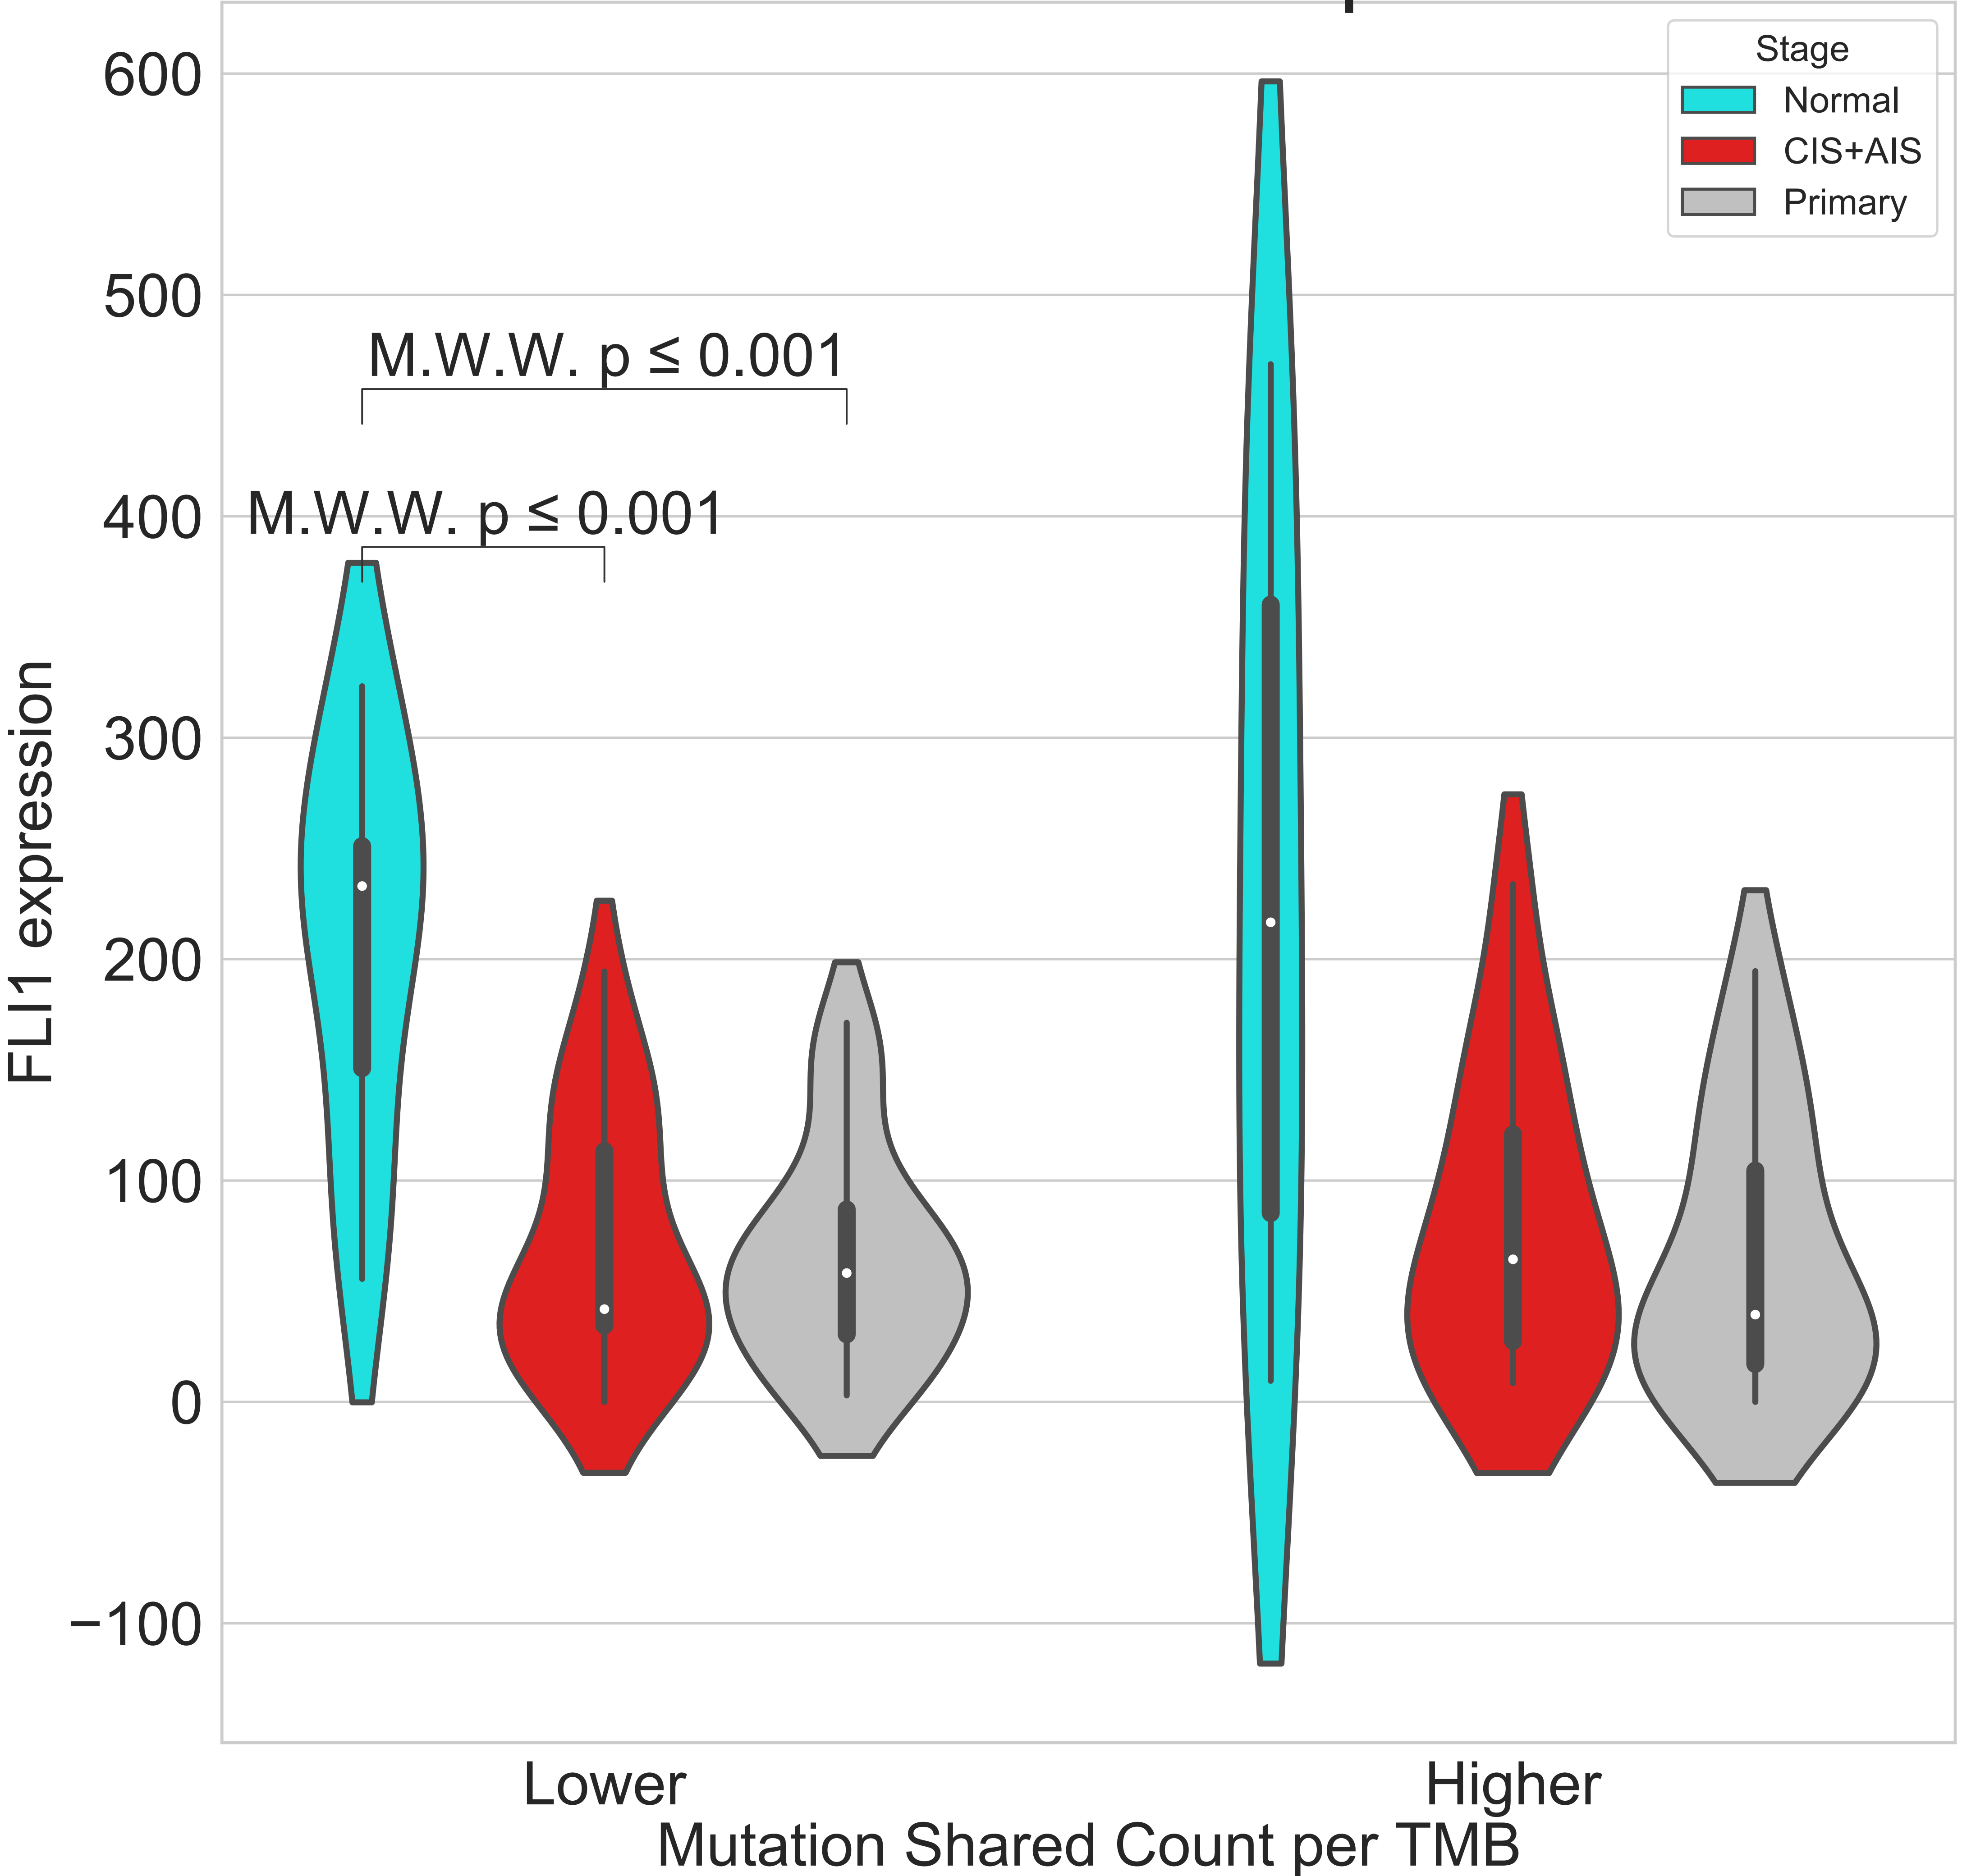 Stage
Normal
CIS+AIS
Primary
600
500
400
300
200
100
0
−100
FLI1 expression
M.W.W. p ≤ 0.001
M.W.W. p ≤ 0.001
Lower
Higher
Mutation Shared Count per TMB